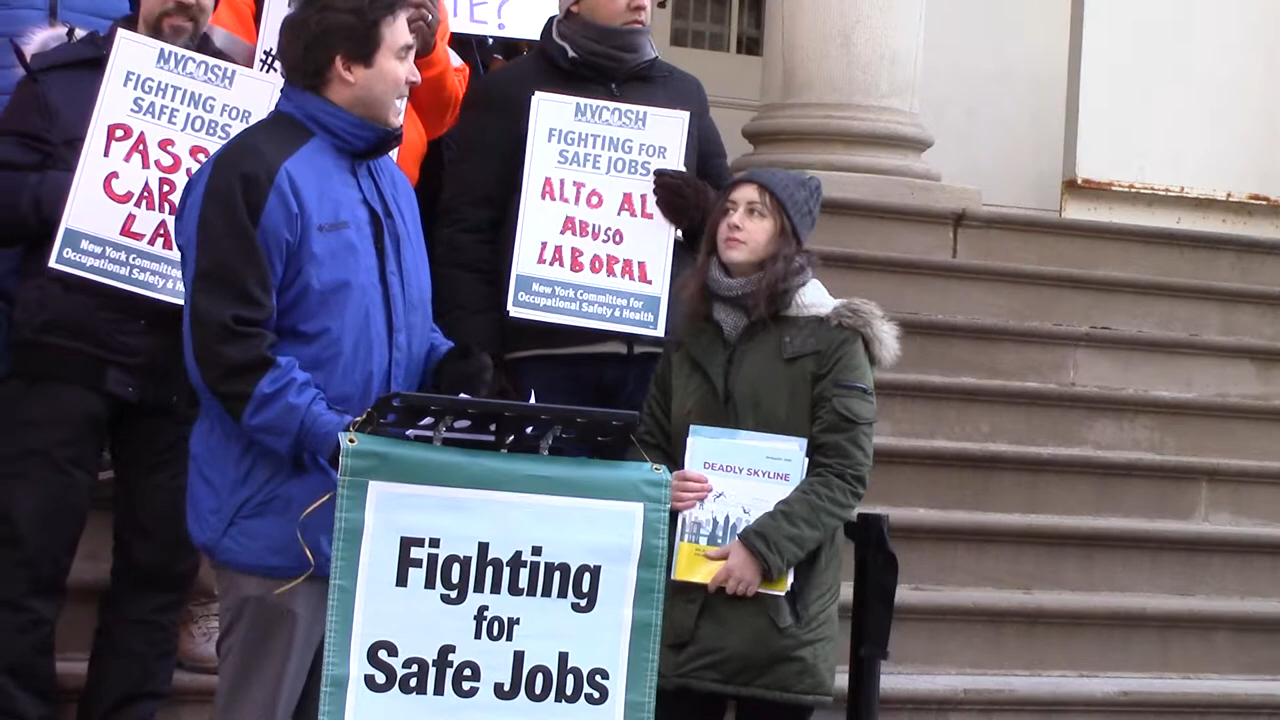 TE?
#
NYCOSH
FIGHTING FOR
SAFE JOBS
PASS
CAR
LA
New York Committee
Occupational Safety & H
NYCOSH
FIGHTING FOR
SAFE JOBS
ALTO AL
ABUSO
LABORAL
New York Committee for
Occupational Safety & Health
DEADLY SKYLINE
Fighting
for
Safe Jobs